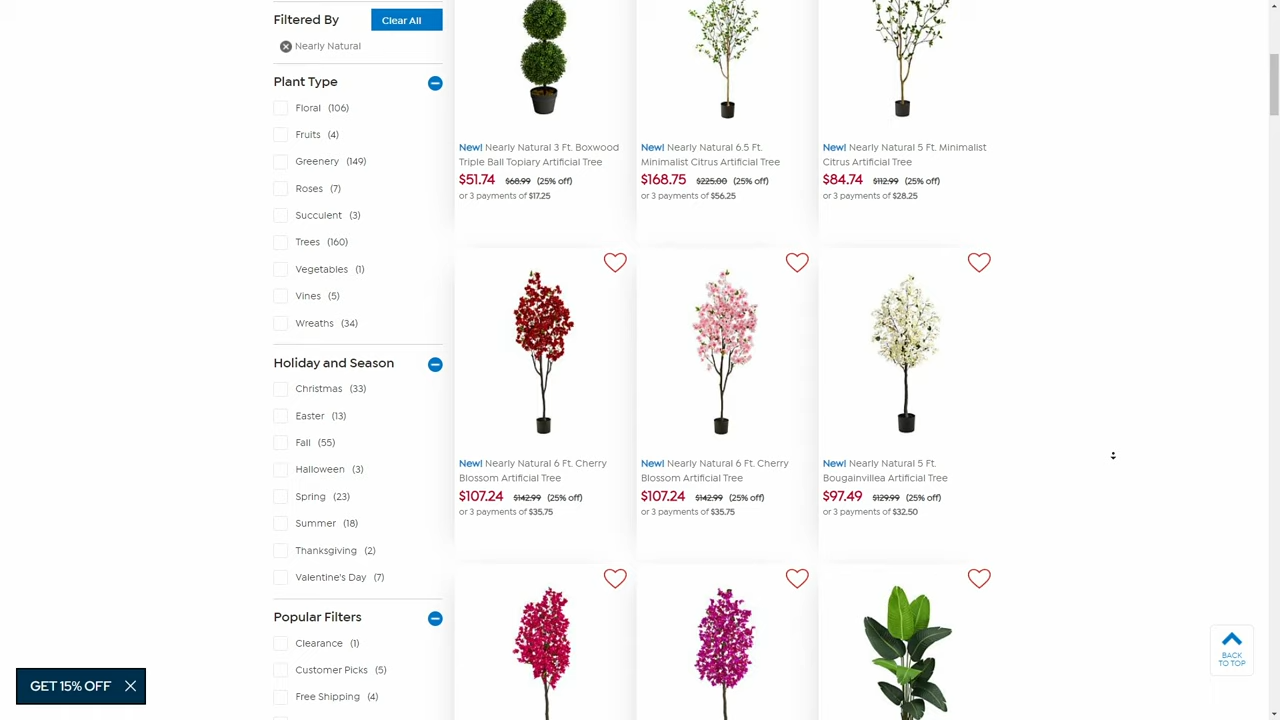 Filtered By
Clear All
Nearly Natural
Plant Type
Floral (106)
Fruits (4)
Greenery (149)
Roses (7)
Succulent (3)
Trees (160)
Vegetables (1)
Vines (5)
Wreaths (34)
Holiday and Season
Christmas (33)
Easter (13)
Fall (55)
Halloween (3)
Spring (23)
Summer (18)
Thanksgiving (2)
Valentine's Day (7)
Popular Filters
Clearance (1)
Customer Picks (5)
Free Shipping (4)
New! Nearly Natural 3 Ft. Boxwood
Triple Ball Topiary Artificial Tree
$51.74 $68.99 (25% off)
or 3 payments of $17.25
New! Nearly Natural 6.5 Ft.
Minimalist Citrus Artificial Tree
$168.75 $225.00 (25% off)
or 3 payments of $56.25
New! Nearly Natural 5 Ft. Minimalist
Citrus Artificial Tree
$84.74 $112.99 (25% off)
or 3 payments of $28.25
New! Nearly Natural 6 Ft. Cherry
Blossom Artificial Tree
$107.24 $142.99 (25% off)
or 3 payments of $35.75
New! Nearly Natural 6 Ft. Cherry
Blossom Artificial Tree
$107.24 $142.99 (25% off)
or 3 payments of $35.75
New! Nearly Natural 5 Ft.
Bougainvillea Artificial Tree
$97.49 $129.99 (25% off)
or 3 payments of $32.50
BACK
TO TOP
GET 15% OFF